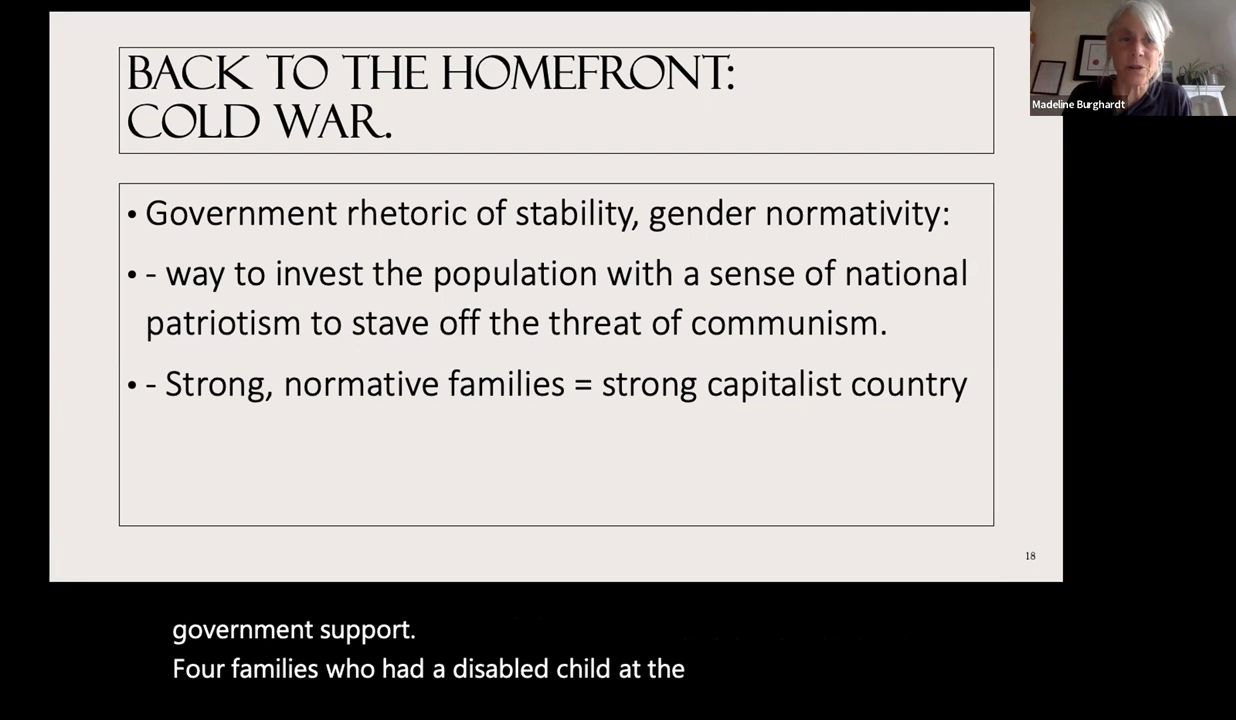 BACK TO THE HOMEFRONT:
COLD WAR.
Madeline Burghardt
• Government rhetoric of stability, gender normativity:
• - way to invest the population with a sense of national
patriotism to stave off the threat of communism.
• - Strong, normative families = strong capitalist country
18
government support.
Four families who had a disabled child at the